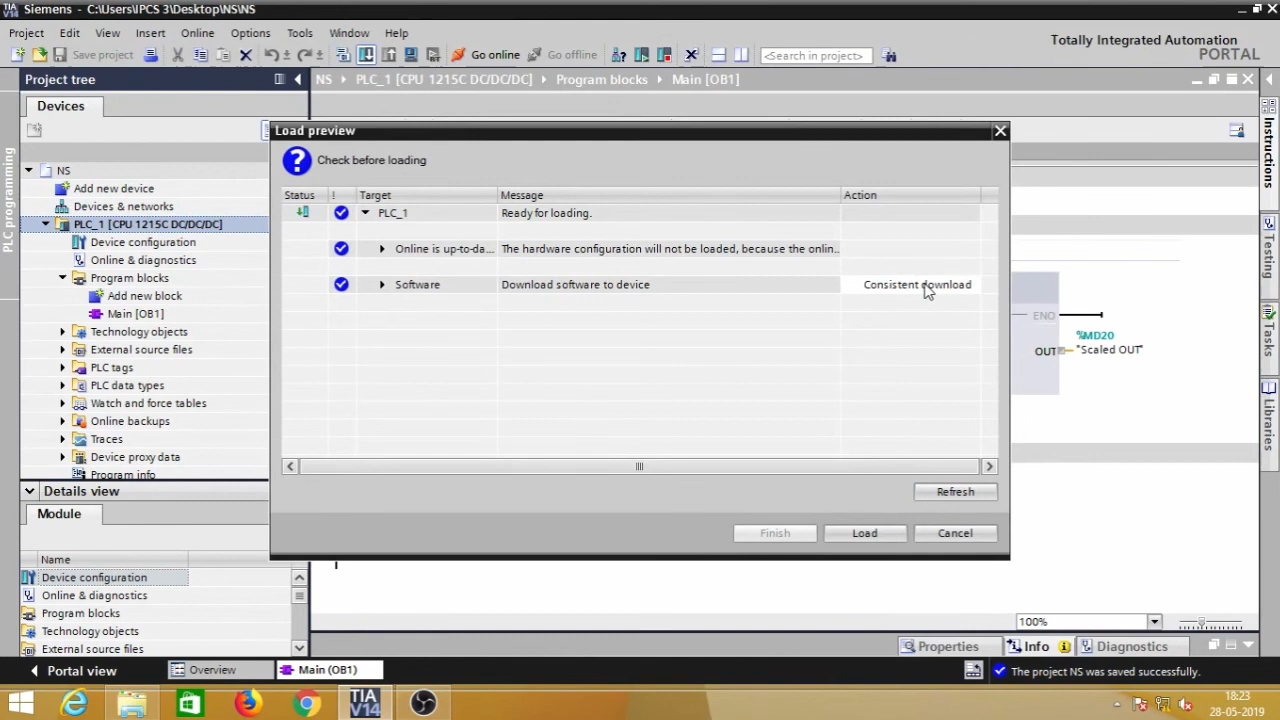 Siemens - C:\Users\IPCS 3\Desktop\NS\NS
Project Edit View Insert Online Options Tools Window Help
Totally Integrated Automation
PORTAL
Save project
Go online
Go offline
<Search in project>
Project tree
NS PLC_1 [CPU 1215C DC/DC/DC] Program blocks Main [OB1]
Devices
PLC programming
NS
Add new device
Devices & networks
PLC_1 [CPU 1215C DC/DC/DC]
Device configuration
Online & diagnostics
Program blocks
Add new block
Main [OB1]
Technology objects
External source files
PLC tags
PLC data types
Watch and force tables
Online backups
Traces
Device proxy data
Program info
Details view
Module
Name
Device configuration
Online & diagnostics
Program blocks
Technology objects
External source files
Load preview
? Check before loading
Status ! Target Message Action
PLC_1 Ready for loading.
Online is up-to-da... The hardware configuration will not be loaded, because the onlin..
Software Download software to device Consistent download
Refresh
Finish Load Cancel
ENO
%MD20
OUT "Scaled OUT"
Instructions
Testing
Tasks
Libraries
100%
Properties Info Diagnostics
Portal view Overview Main (OB1) The project NS was saved successfully.
TIA
V14
18:23
28-05-2019